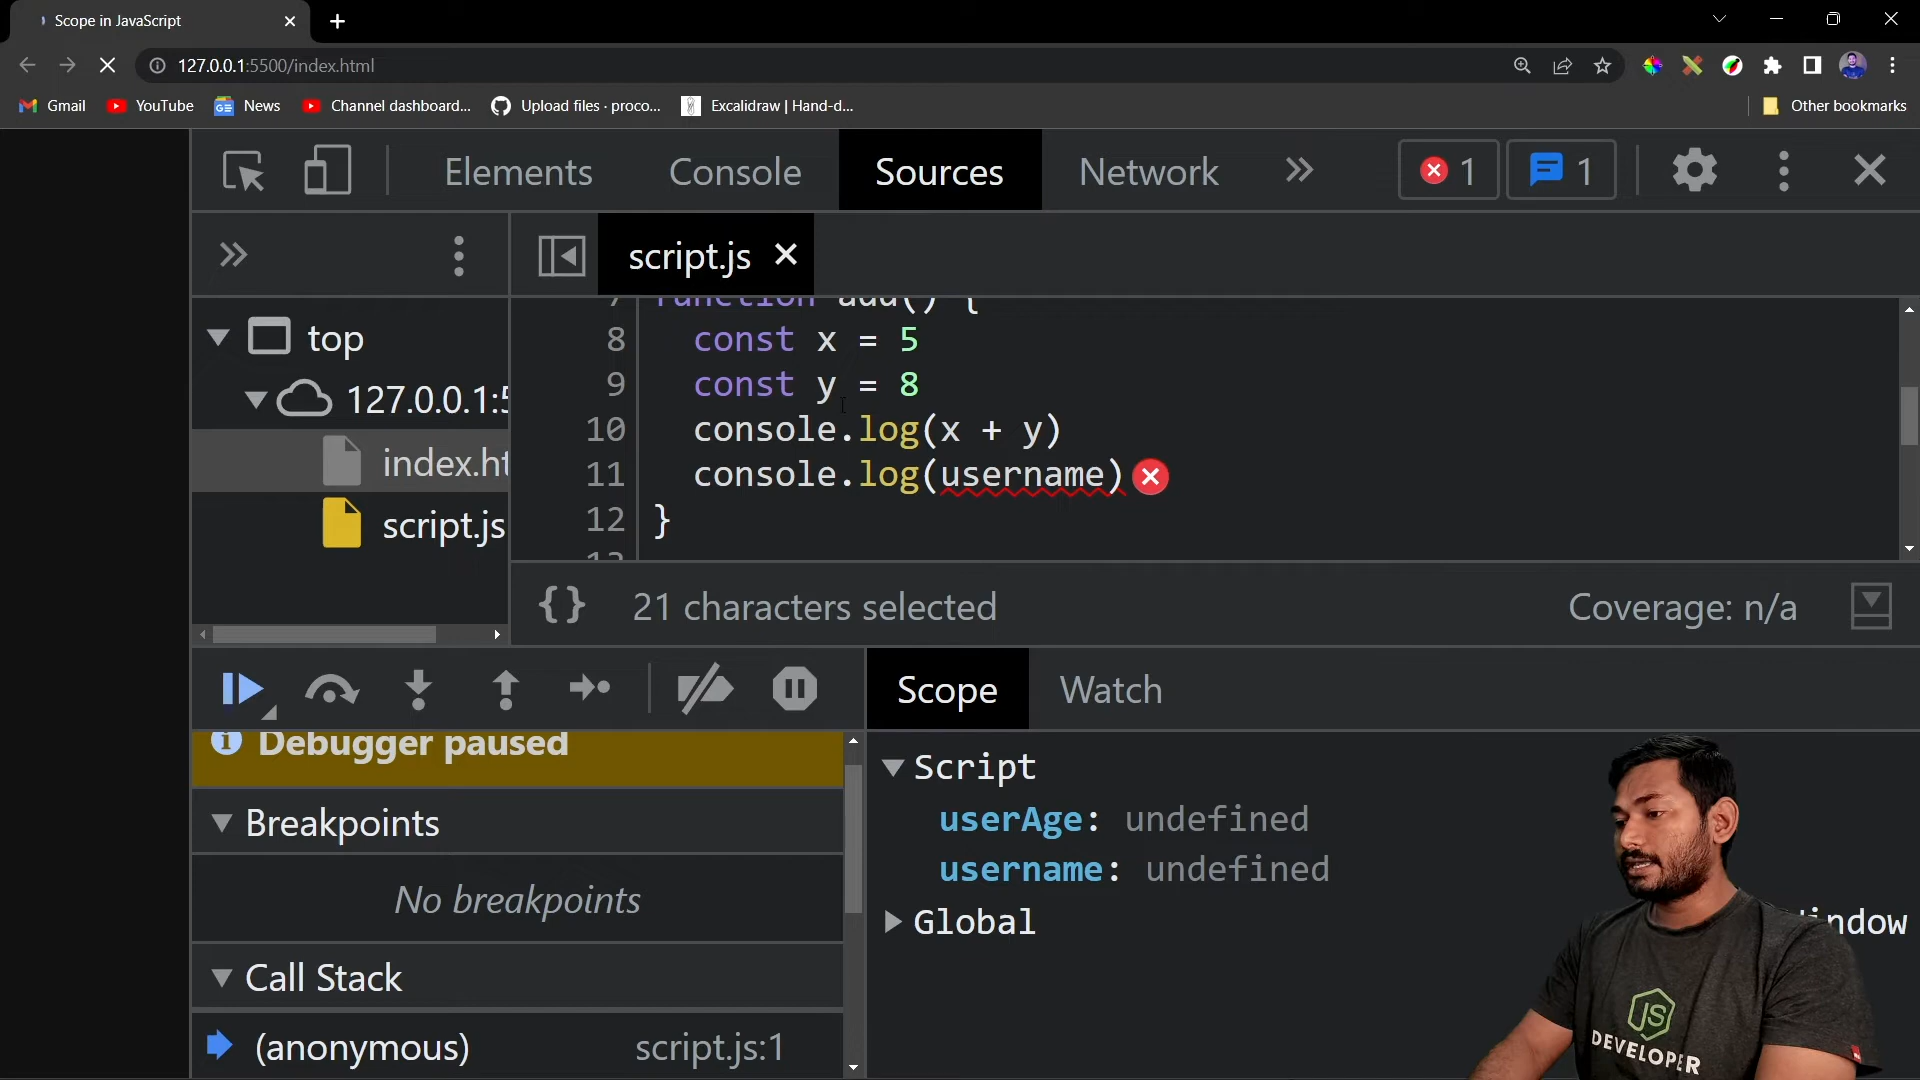 Scope in JavaScript
127.0.0.1:5500/index.html
Gmail YouTube News Channel dashboard... Upload files · proco... Excalidraw | Hand-d... Other bookmarks
Elements Console Sources Network 1 1
script.js
top
127.0.0.1:5
index.ht
script.js
7 function add() {
8 const x = 5
9 const y = 8
10 console.log(x + y)
11 console.log(username)
12 }
13
{} 21 characters selected Coverage: n/a
Scope Watch
Debugger paused
Breakpoints
No breakpoints
Call Stack
(anonymous) script.js:1
Script
userAge: undefined
username: undefined
Global indow
JS
DEVELOPER